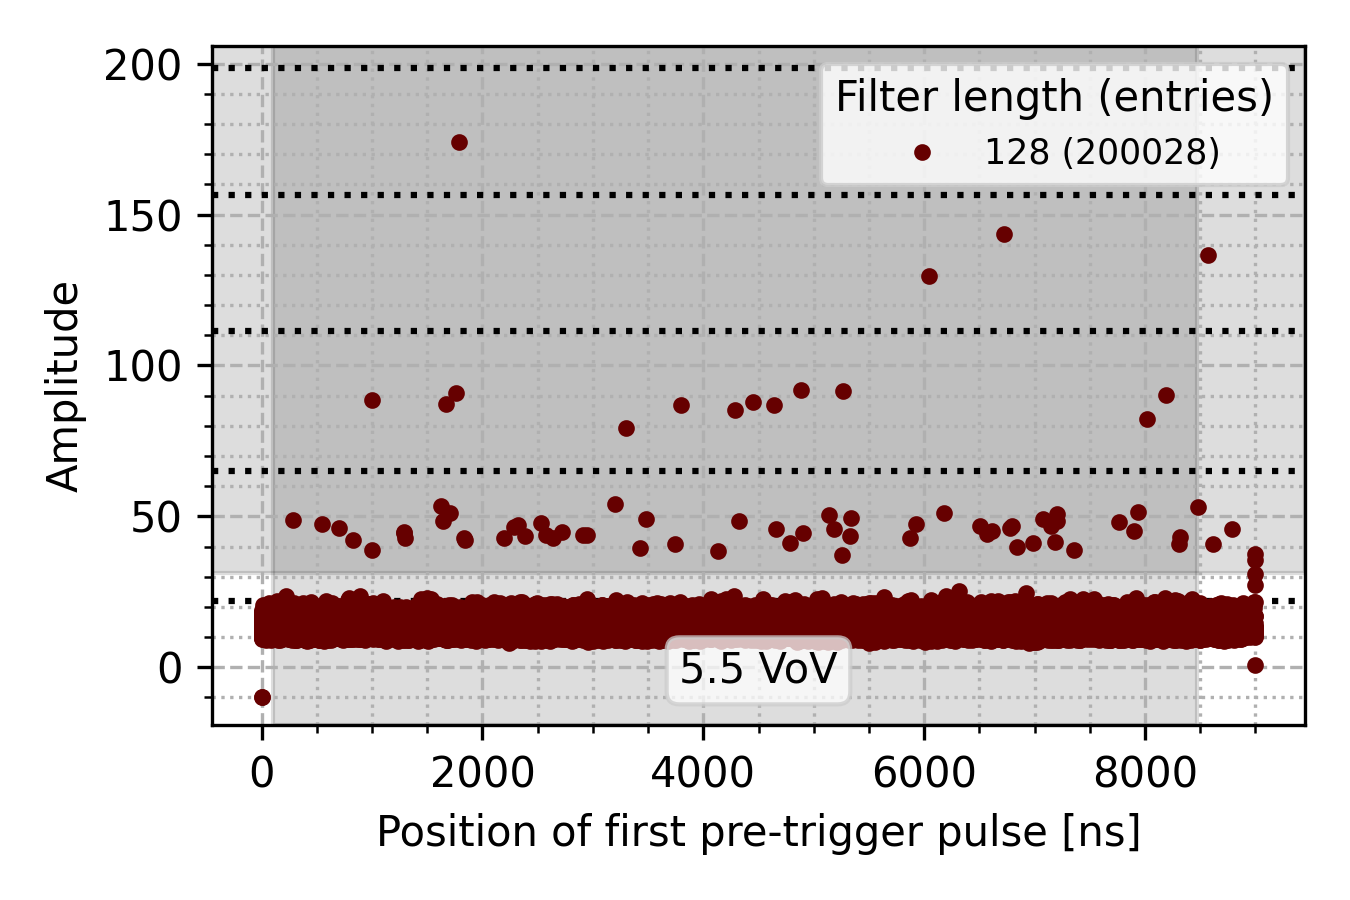 200
150
100
50
0
Amplitude
Filter length (entries)
128 (200028)
5.5 VoV
0 2000 4000 6000 8000
Position of first pre-trigger pulse [ns]